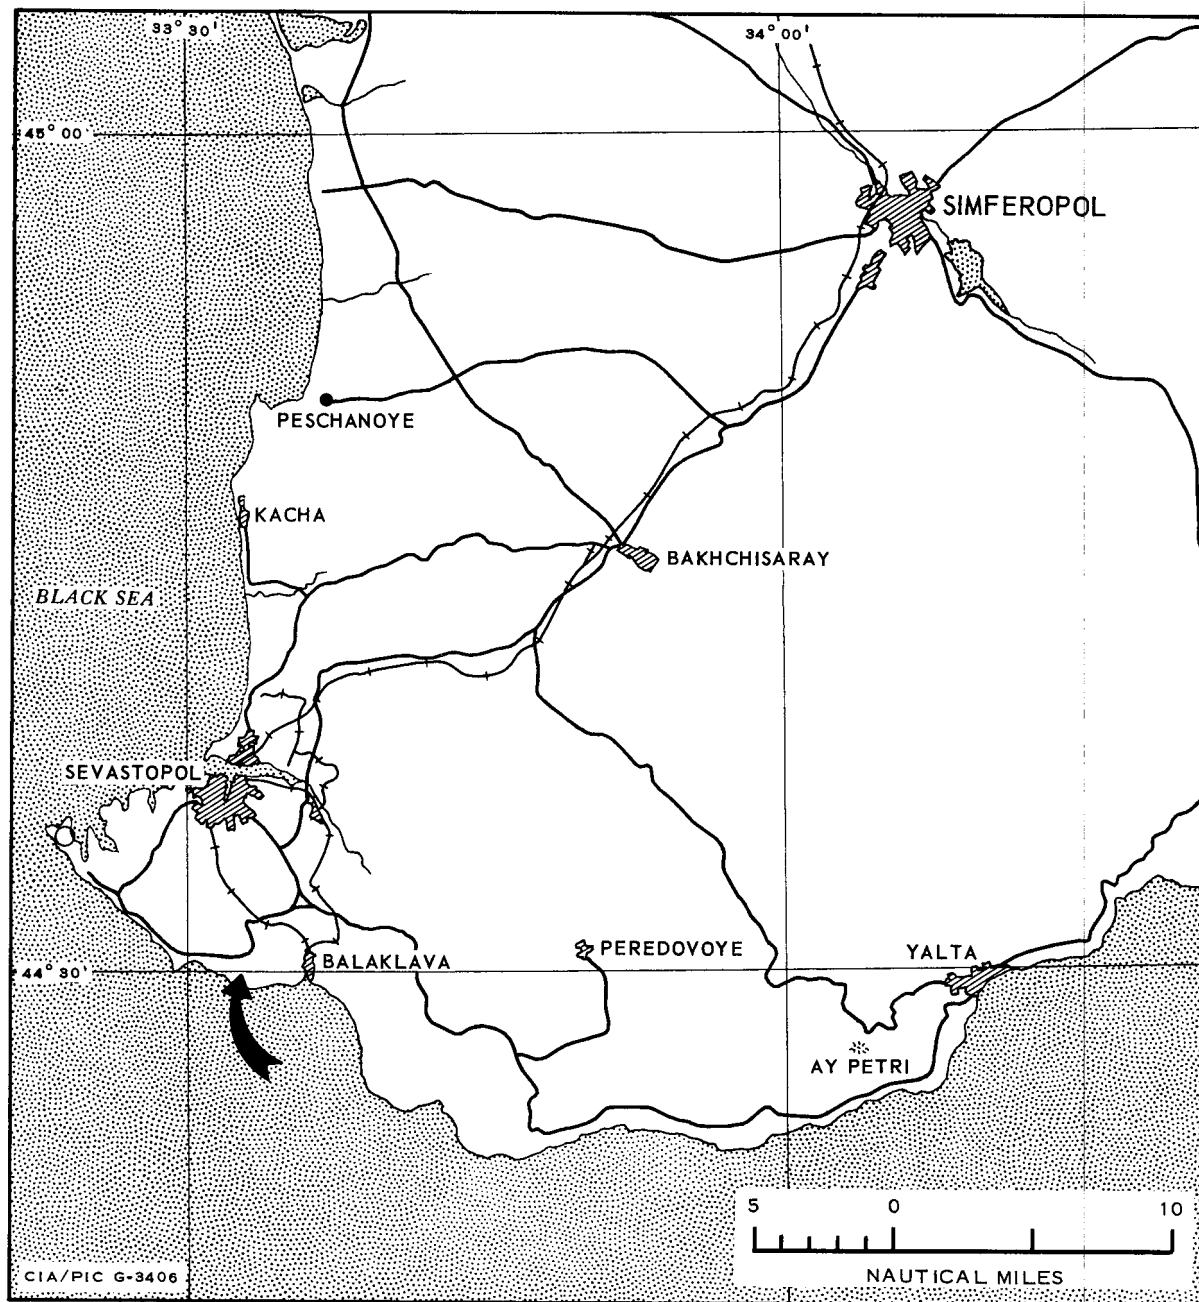 33° 30'
34° 00'
45° 00'
SIMFEROPOL
PESCHANOYE
KACHA
BAKHCHISARAY
BLACK SEA
SEVASTOPOL
PEREDOVOYE
YALTA
BALAKLAVA
44° 30'
AY PETRI
5 0 10
NAUTICAL MILES
CIA/PIC G-3406